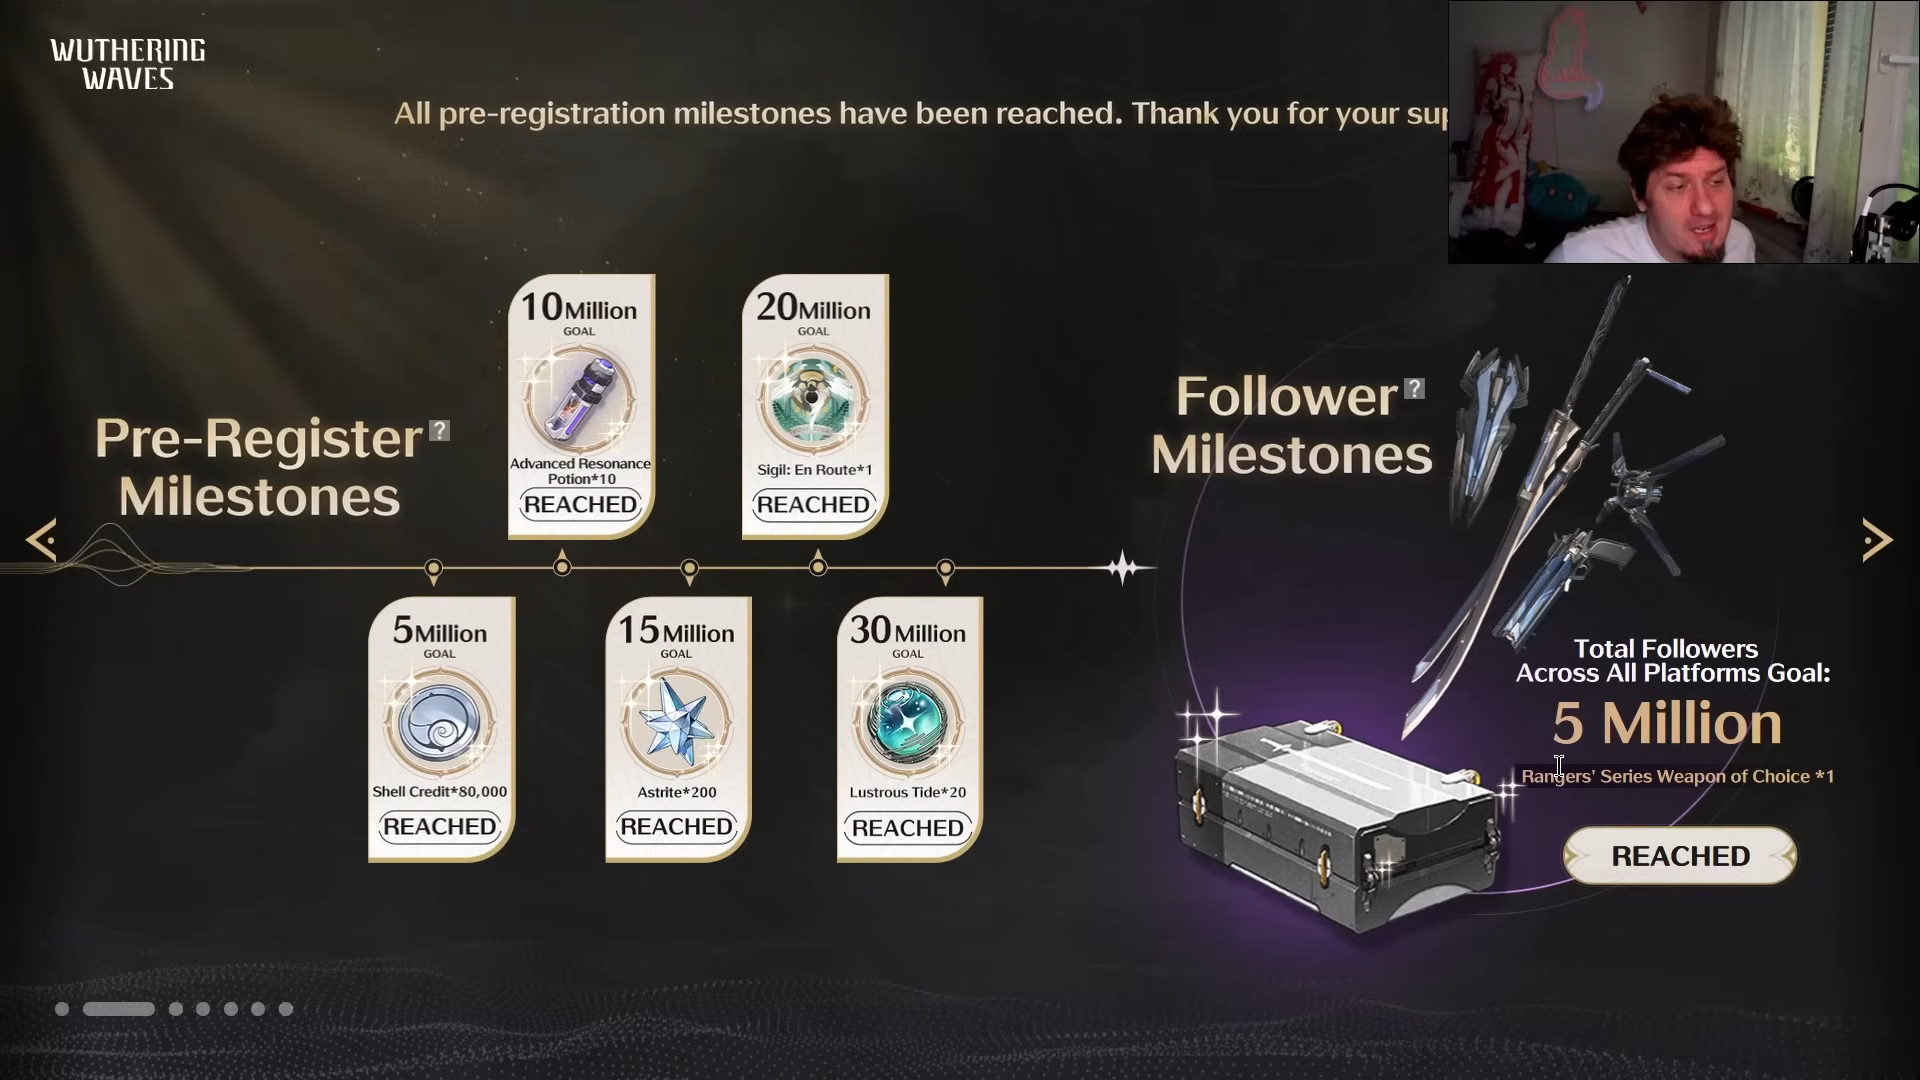 WUTHERING
WAVES
All pre-registration milestones have been reached. Thank you for your sup
Pre-Register
Milestones
?
10Million
GOAL
Advanced Resonance
Potion*10
REACHED
20Million
GOAL
Sigil: En Route*1
REACHED
5Million
GOAL
Shell Credit*80,000
REACHED
15Million
GOAL
Astrite*200
REACHED
30Million
GOAL
Lustrous Tide*20
REACHED
Follower
Milestones
?
Total Followers
Across All Platforms Goal:
5 Million
Rangers' Series Weapon of Choice *1
REACHED